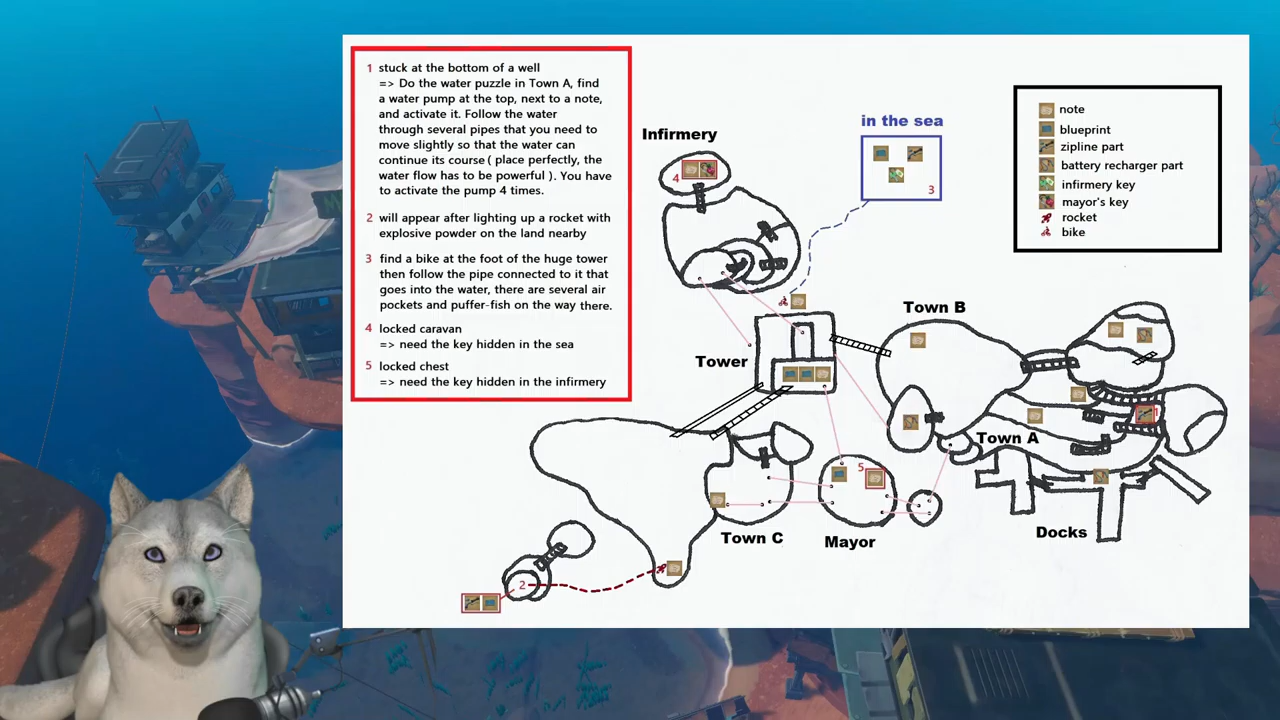 1 stuck at the bottom of a well
=> Do the water puzzle in Town A, find
a water pump at the top, next to a note,
and activate it. Follow the water
through several pipes that you need to
move slightly so that the water can
continue its course ( place perfectly, the
water flow has to be powerful ). You have
to activate the pump 4 times.
2 will appear after lighting up a rocket with
explosive powder on the land nearby
3 find a bike at the foot of the huge tower
then follow the pipe connected to it that
goes into the water, there are several air
pockets and puffer-fish on the way there.
4 locked caravan
=> need the key hidden in the sea
5 locked chest
=> need the key hidden in the infirmery
Infirmery
4
in the sea
3
note
blueprint
zipline part
battery recharger part
infirmery key
mayor's key
rocket
bike
Town B
Tower
1
Town A
5
Town C
Mayor
Docks
2